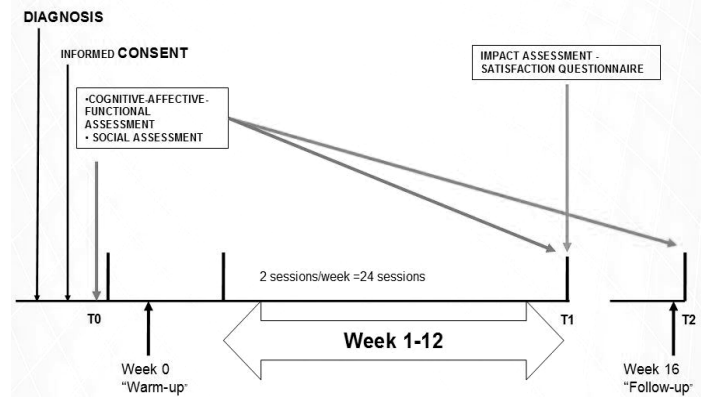 DIAGNOSIS
INFORMED CONSENT
•COGNITIVE-AFFECTIVE-
FUNCTIONAL
ASSESSMENT
• SOCIAL ASSESSMENT
IMPACT ASSESSMENT -
SATISFACTION QUESTIONNAIRE
2 sessions/week =24 sessions
T0
T1
T2
Week 1-12
Week 0
"Warm-up"
Week 16
"Follow-up"